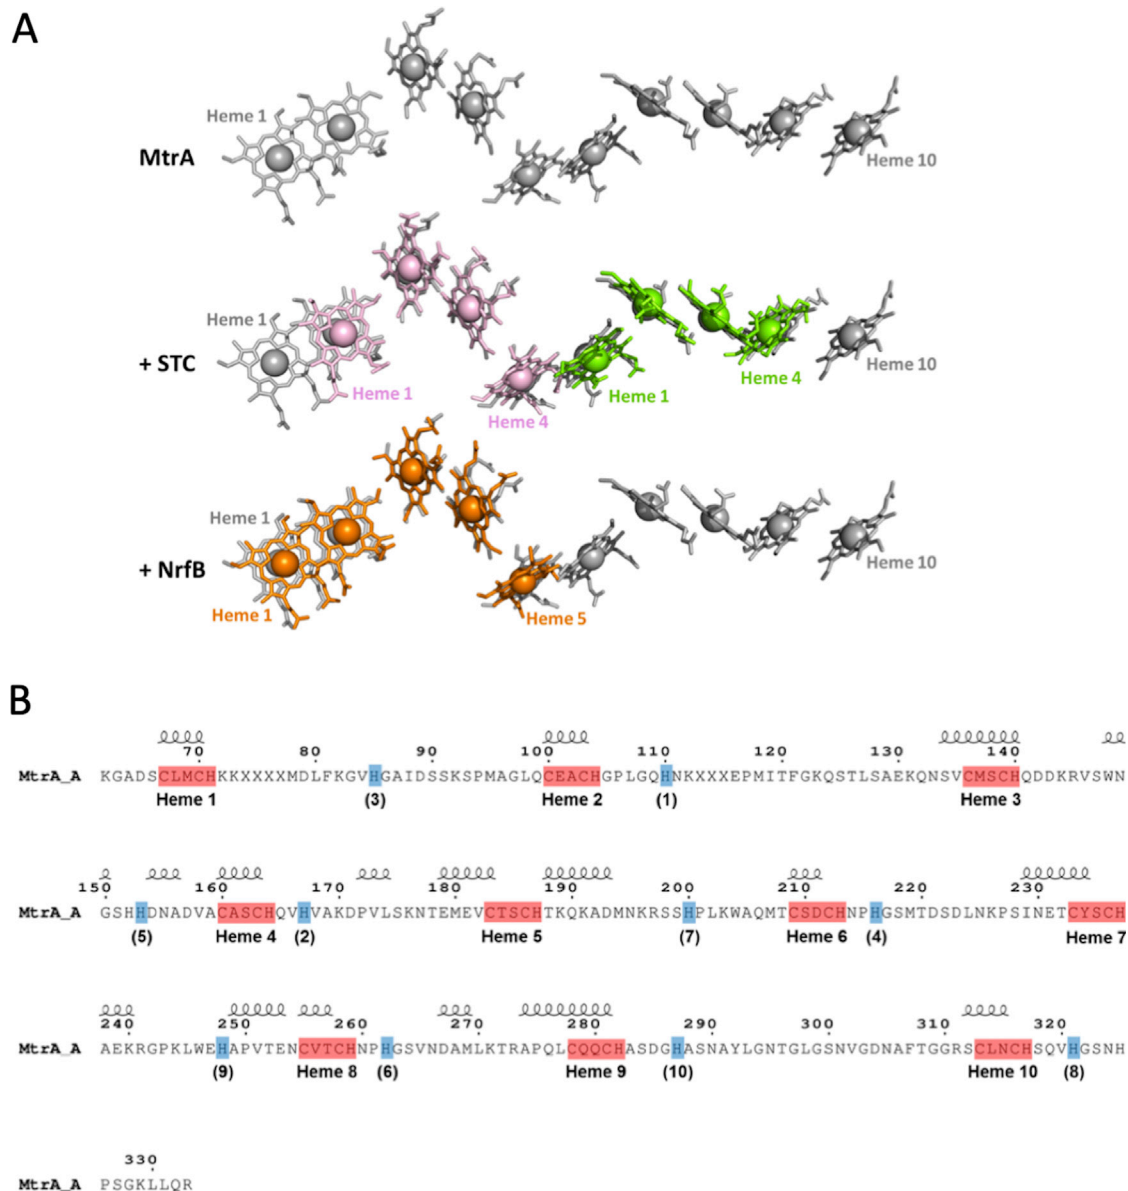 A
Heme 1
MtrA
Heme 10
Heme 1
+ STC
Heme 10
Heme 1
Heme 4
Heme 1
Heme 4
Heme 1
+ NrfB
Heme 10
Heme 1
Heme 5
B
70 80 90 100 110 120 130 140
MtrA_A KGADSCLMCHKKKXXXXMDLFKGVHGAIDSSKSPMAGLQCEACHGPLGQHNKXXXXEPMITFGKQSTLSAEKQNSVCMSCHQDDKRVSWN
Heme 1 (3) Heme 2 (1) Heme 3
150 160 170 180 190 200 210 220 230
MtrA_A GSHHDNADVACASCHQVHVAKDPVLSKNTEMEVCTSCHTKQKADMNKRSSHPLKWAQMTCSDCHNPHGSMTDSDLNKPSINETCYSCH
(5) Heme 4 (2) Heme 5 (7) Heme 6 (4) Heme 7
240 250 260 270 280 290 300 310 320
MtrA_A AEKRGPKLWEHAPVTENCVTCHNPHGSVNDAMLKTRAPQLCQQCHASDGHASNAYLGNTGLGSNVGDNAFTGGRSCLNCHSQVHGSNH
(9) Heme 8 (6) Heme 9 (10) Heme 10 (8)
330
MtrA_A PSGKLLQR